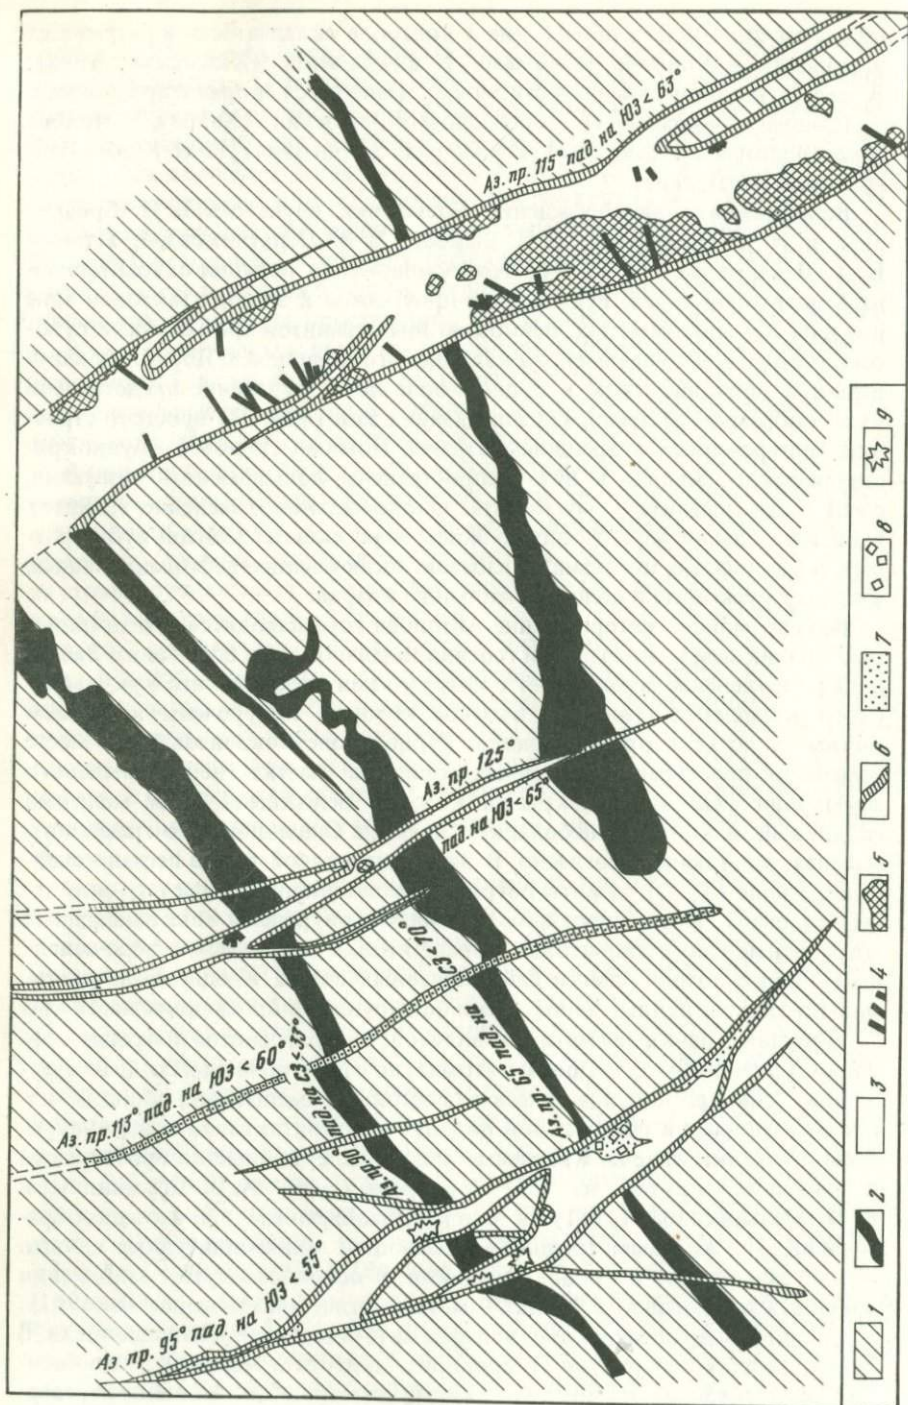 Аз. пр. 115° пад. на ЮЗ < 63°
Аз. пр. 125°
пад. на ЮЗ < 65°
Аз. пр. 113° пад. на ЮЗ < 60°
Аз. пр. 90° пад. на СЗ < 53°
Аз. пр. 65° пад. на
СЗ < 70°
Аз. пр. 95° пад. на ЮЗ < 55°
1
2
3
4
5
6
7
8
9